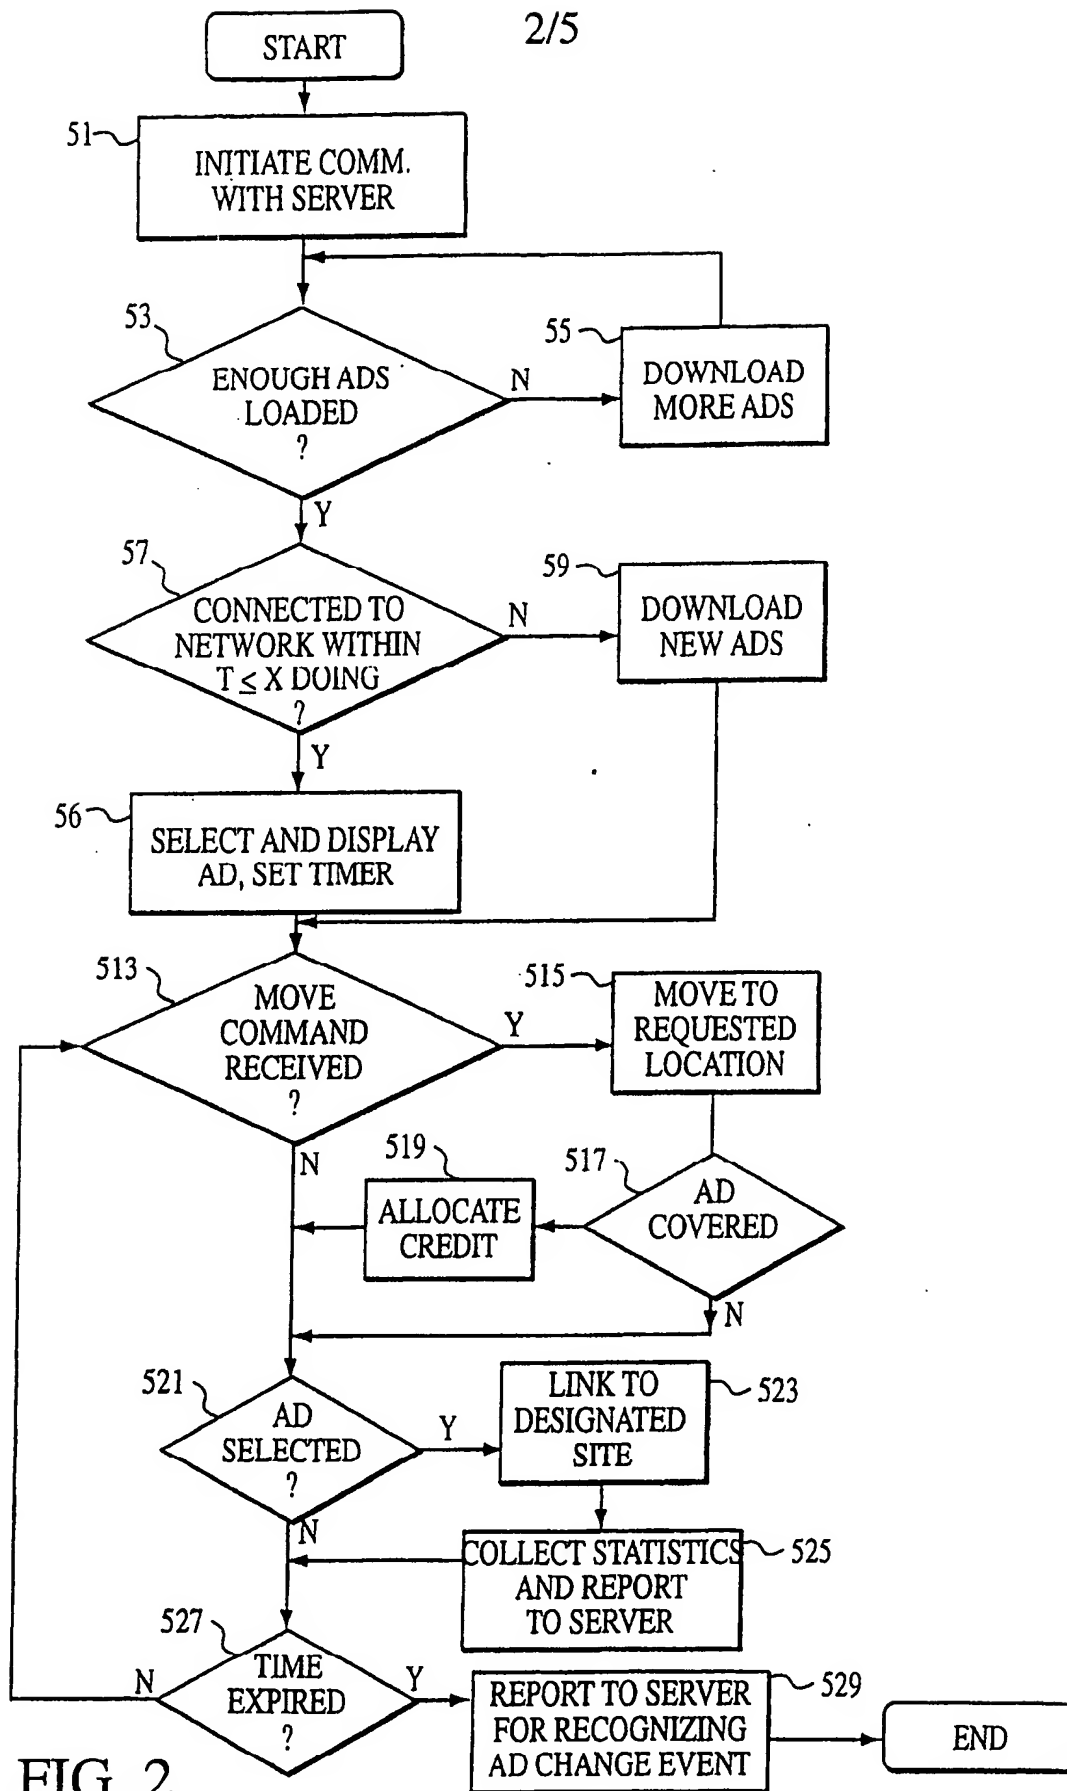 2/5
START
51
INITIATE COMM.
WITH SERVER
53
ENOUGH ADS
LOADED
?
N
55
DOWNLOAD
MORE ADS
Y
57
CONNECTED TO
NETWORK WITHIN
T ≤ X DOING
?
N
59
DOWNLOAD
NEW ADS
Y
56
SELECT AND DISPLAY
AD, SET TIMER
513
MOVE
COMMAND
RECEIVED
?
Y
515
MOVE TO
REQUESTED
LOCATION
N
519
ALLOCATE
CREDIT
517
AD
COVERED
N
521
AD
SELECTED
?
Y
LINK TO
DESIGNATED
SITE
523
N
COLLECT STATISTICS
AND REPORT
TO SERVER
525
527
TIME
EXPIRED
?
N
Y
REPORT TO SERVER
FOR RECOGNIZING
AD CHANGE EVENT
529
END
FIG. 2